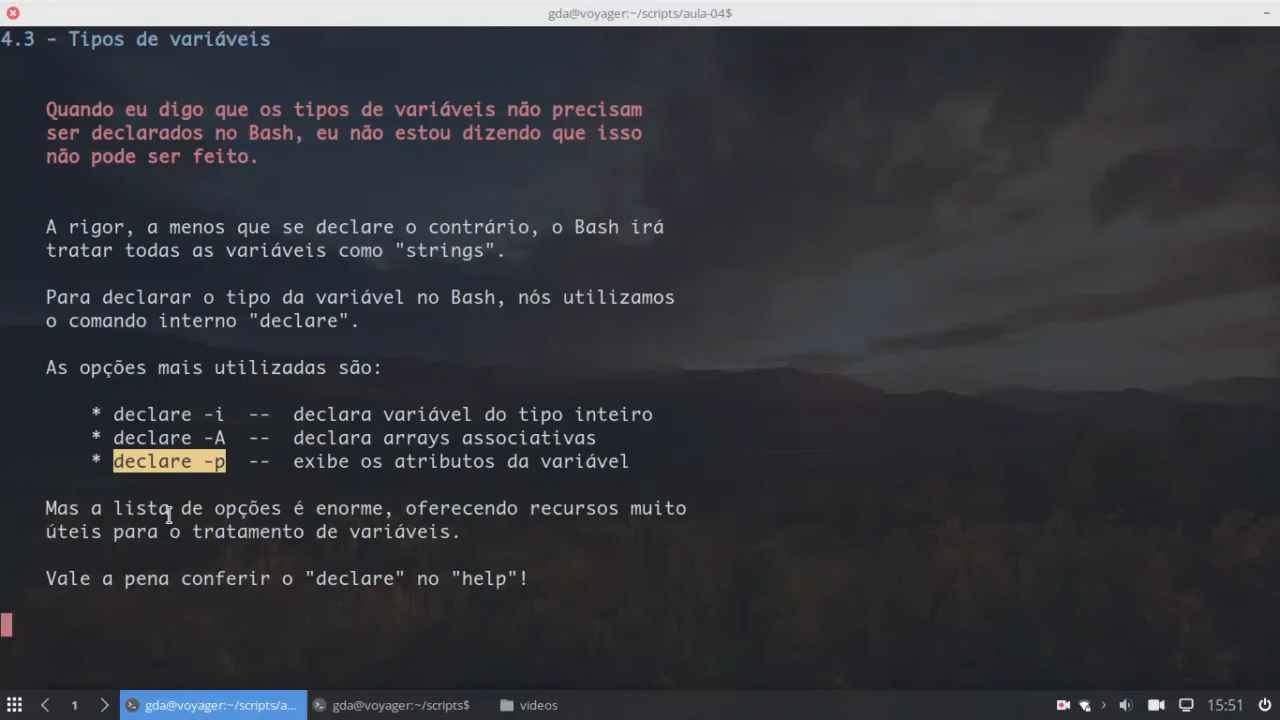 gda@voyager:~/scripts/aula-04$
4.3 - Tipos de variáveis
Quando eu digo que os tipos de variáveis não precisam
ser declarados no Bash, eu não estou dizendo que isso
não pode ser feito.
A rigor, a menos que se declare o contrário, o Bash irá
tratar todas as variáveis como "strings".
Para declarar o tipo da variável no Bash, nós utilizamos
o comando interno "declare".
As opções mais utilizadas são:
* declare -i -- declara variável do tipo inteiro
* declare -A -- declara arrays associativas
* declare -p -- exibe os atributos da variável
Mas a lista de opções é enorme, oferecendo recursos muito
úteis para o tratamento de variáveis.
Vale a pena conferir o "declare" no "help"!
1 gda@voyager:~/scripts/a... gda@voyager:~/scripts$ videos 15:51